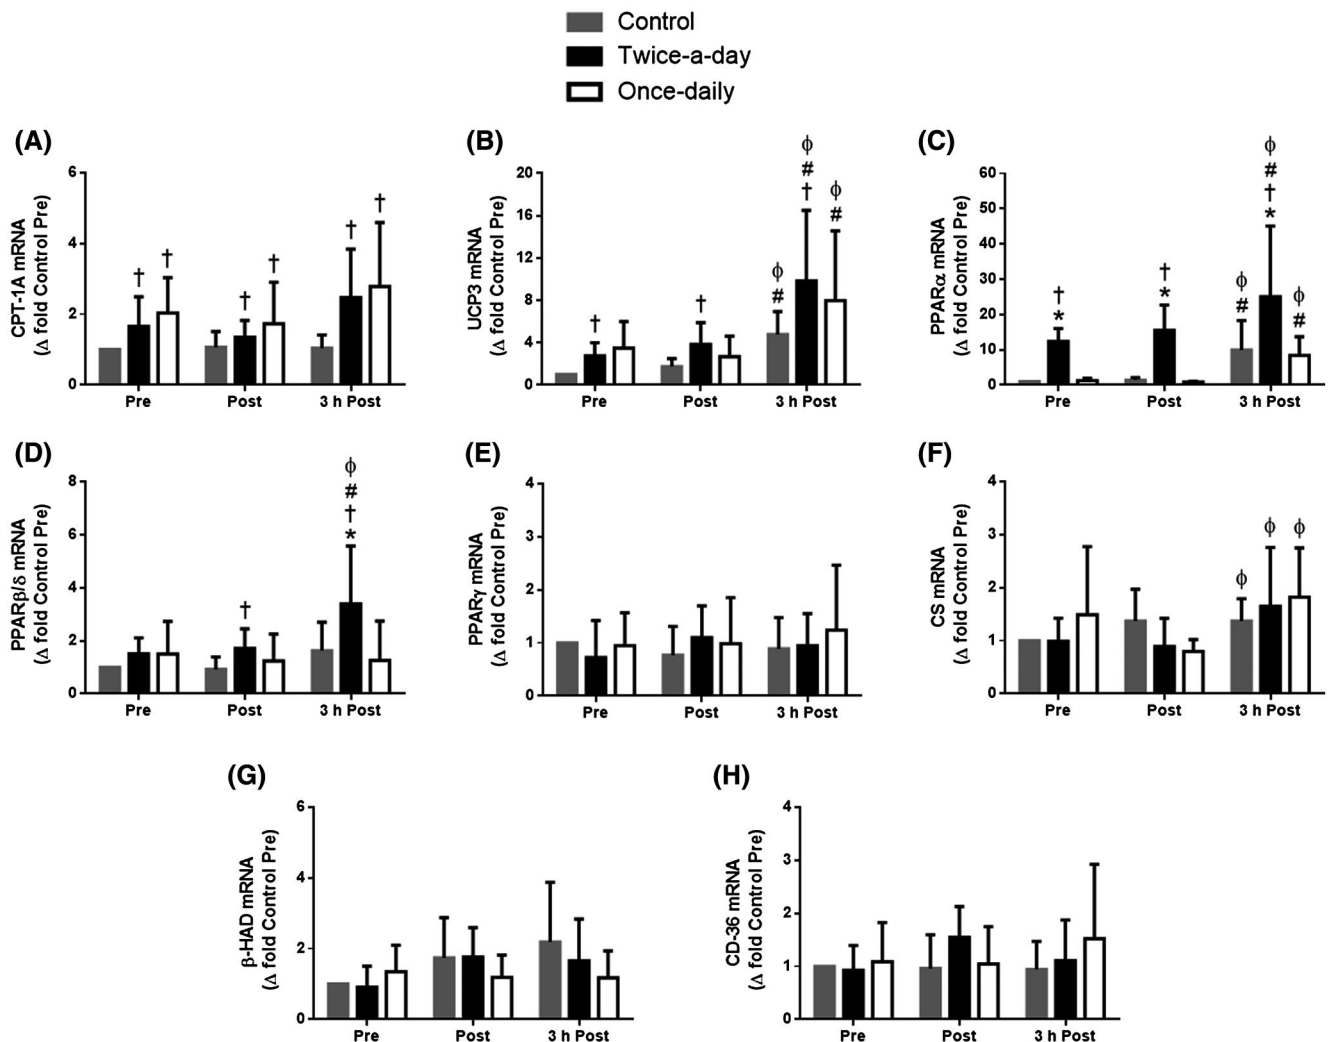 Control
Twice-a-day
Once-daily
(A)
CPT-1A mRNA
(Δ fold Control Pre)
6
4
2
0
† † † † † †
Pre Post 3 h Post
(B)
UCP3 mRNA
(Δ fold Control Pre)
20
16
12
8
4
0
†
†
ϕ
#
ϕ
#
†
ϕ
#
Pre Post 3 h Post
(C)
PPARα mRNA
(Δ fold Control Pre)
60
50
40
30
20
10
0
†
*
†
*
ϕ
#
ϕ
#
†
*
ϕ
#
Pre Post 3 h Post
(D)
PPARβ/δ mRNA
(Δ fold Control Pre)
8
6
4
2
0
†
ϕ
#
†
*
Pre Post 3 h Post
(E)
PPARγ mRNA
(Δ fold Control Pre)
4
3
2
1
0
Pre Post 3 h Post
(F)
CS mRNA
(Δ fold Control Pre)
4
3
2
1
0
ϕ ϕ ϕ
Pre Post 3 h Post
(G)
β-HAD mRNA
(Δ fold Control Pre)
6
4
2
0
Pre Post 3 h Post
(H)
CD-36 mRNA
(Δ fold Control Pre)
4
3
2
1
0
Pre Post 3 h Post